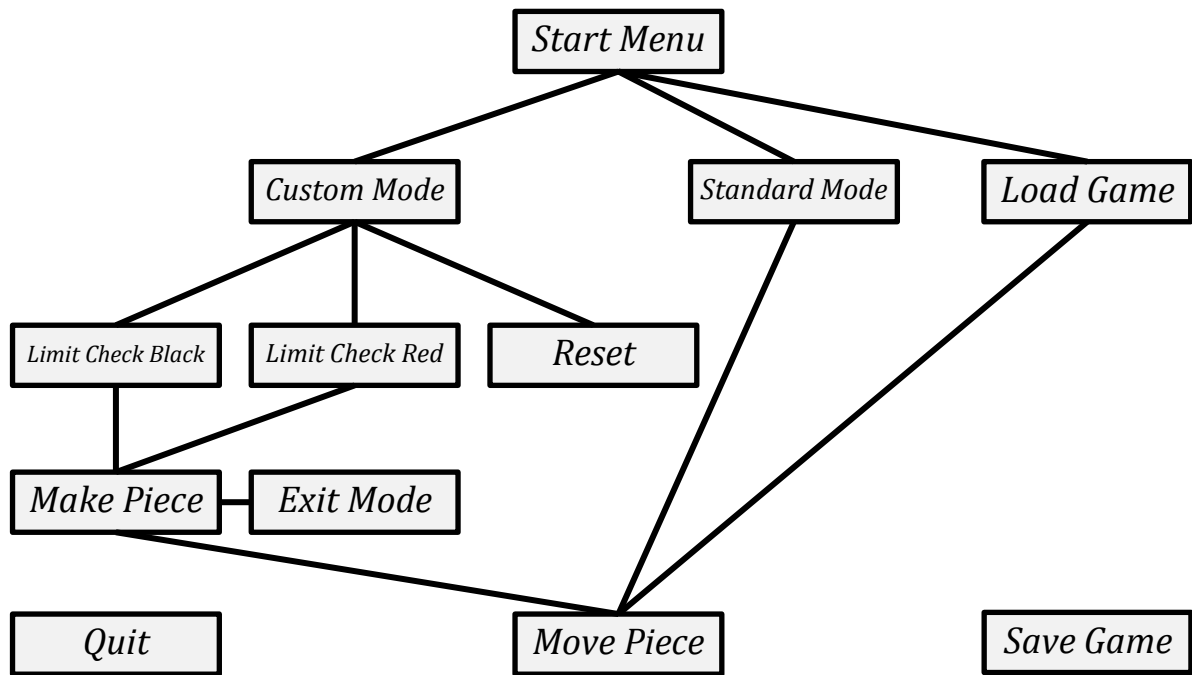 Start Menu
Custom Mode
Standard Mode
Load Game
Limit Check Black
Limit Check Red
Reset
Make Piece
Exit Mode
Quit
Move Piece
Save Game